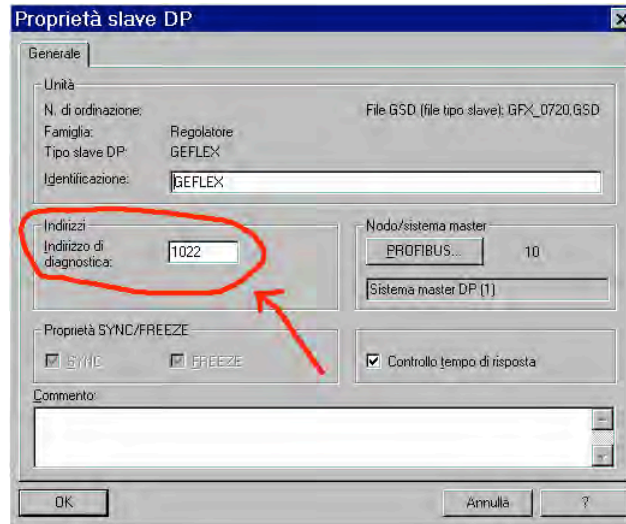 Proprietà slave DP
Generale
Unità
N. di ordinazione:
File GSD (file tipo slave): GFX_0720.GSD
Famiglia: Regolatore
Tipo slave DP: GEFLEX
Identificazione: GEFLEX
Indirizzi
Indirizzo di
diagnostica: 1022
Nodo/sistema master
PROFIBUS... 10
Sistema master DP (1)
Proprietà SYNC/FREEZE
SYNC FREEZE
Controllo tempo di risposta
Commento:
OK Annulla ?